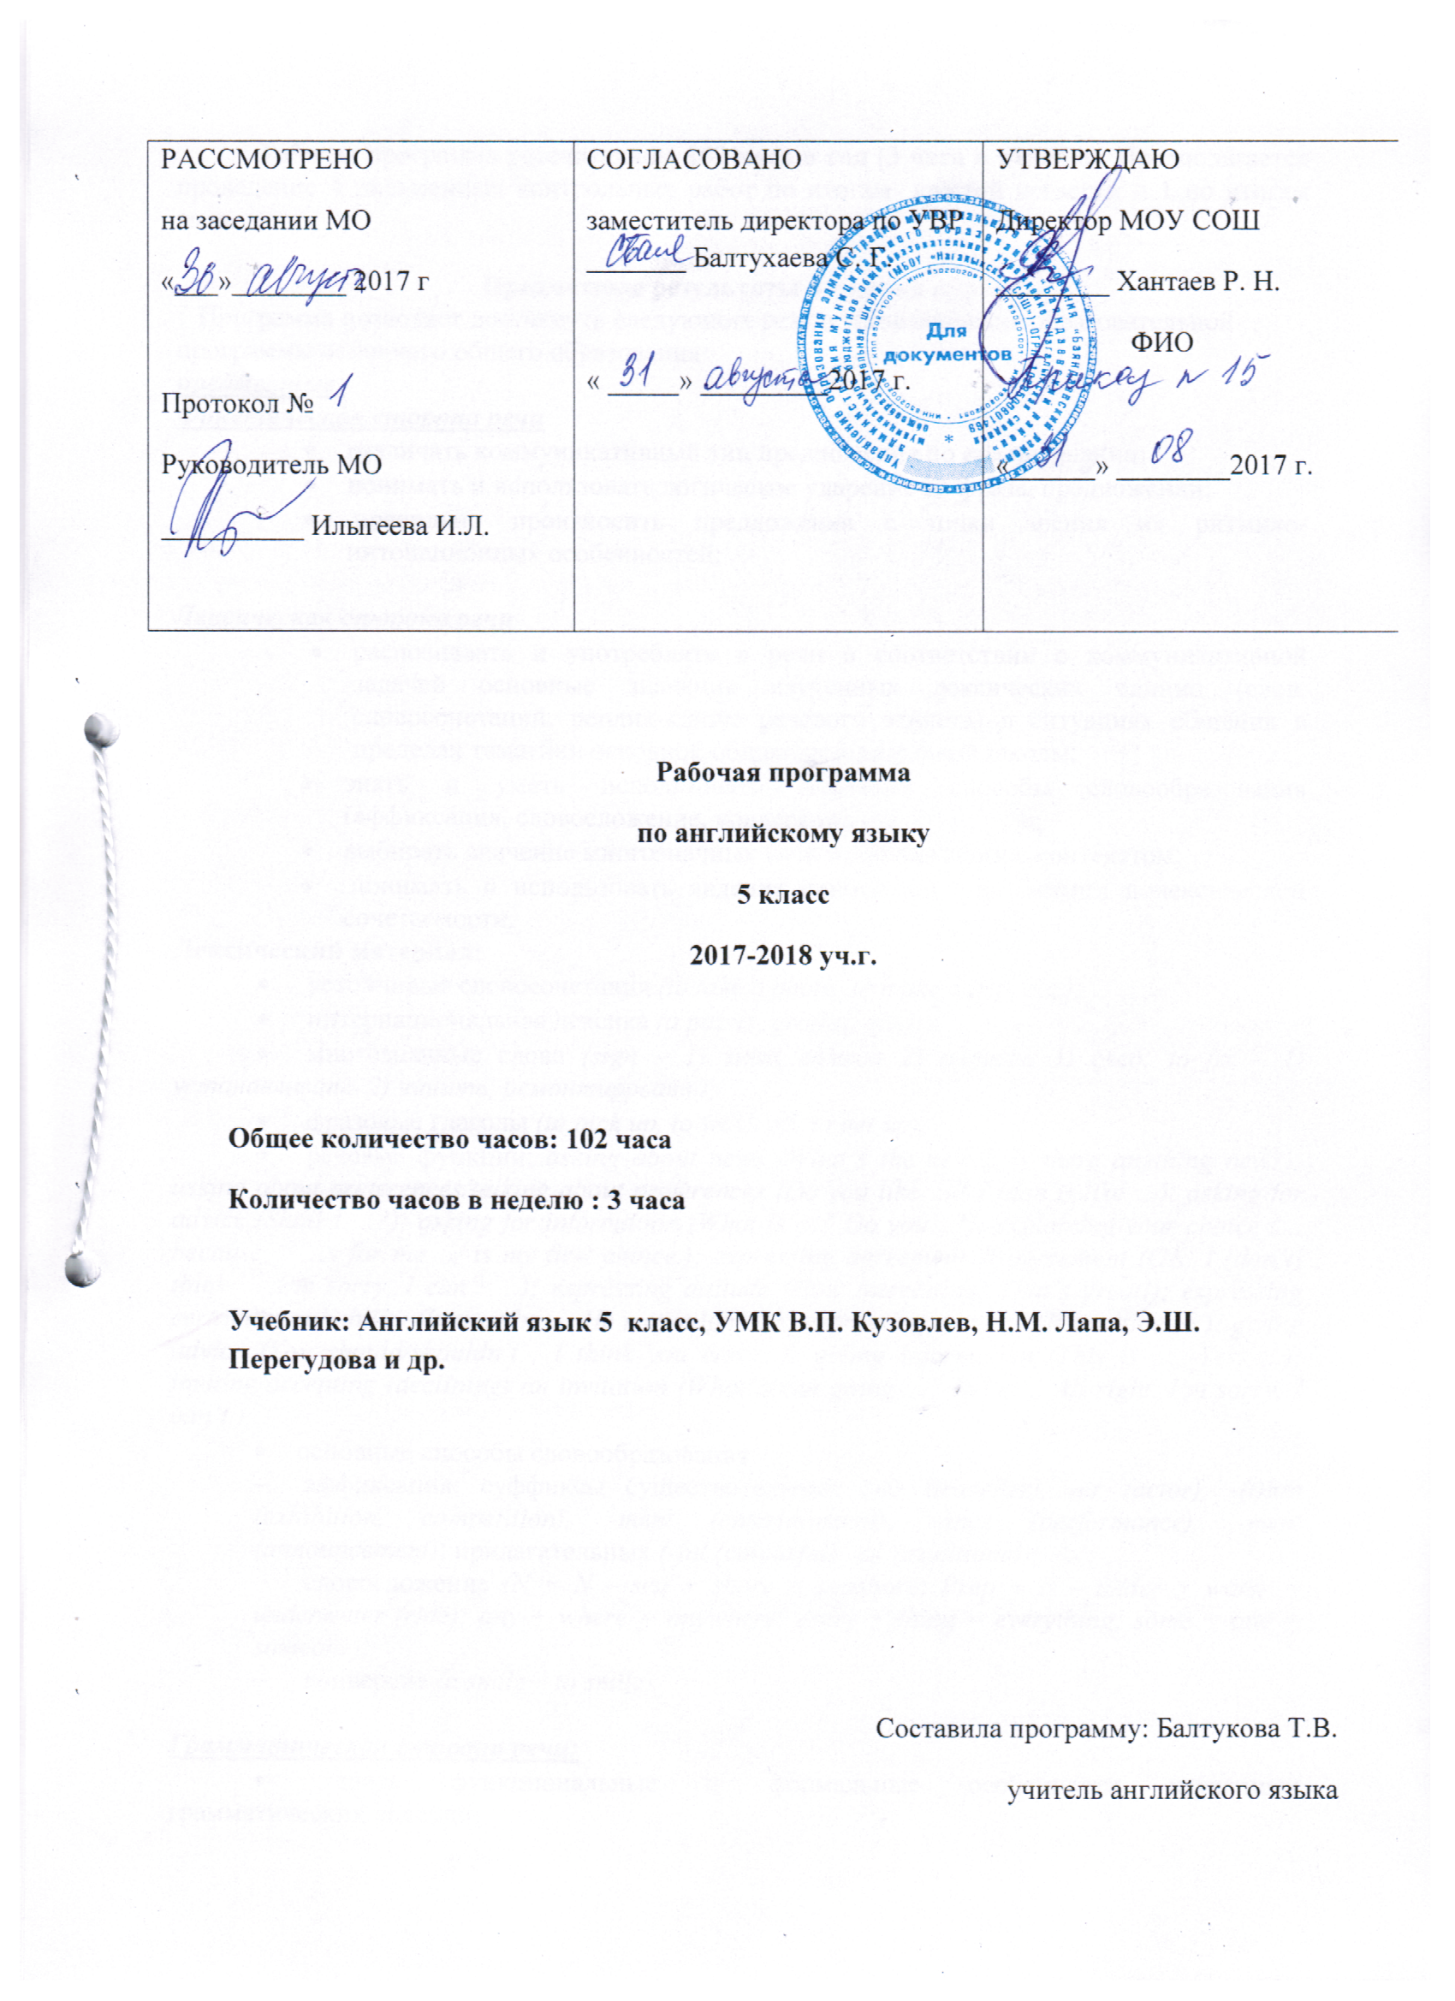 РАССМОТРЕНО
на заседании МО
«30» августа 2017 г
Протокол № 1
Руководитель МО
Ильпеева И.Л.
СОГЛАСОВАНО
заместитель директора по УВР
Балтухаева С. Г.
« 31 » августа 2017 г.
УТВЕРЖДАЮ
Директор МОУ СОШ
Хантаев Р. Н.
ФИО
приказ № 15
« » 08 2017 г.
Для
документов
Рабочая программа
по английскому языку
5 класс
2017-2018 уч.г.
Общее количество часов: 102 часа
Количество часов в неделю : 3 часа
Учебник: Английский язык 5 класс, УМК В.П. Кузовлев, Н.М. Лапа, Э.Ш.
Перегудова и др.
Составила программу: Балтукова Т.В.
учитель английского языка